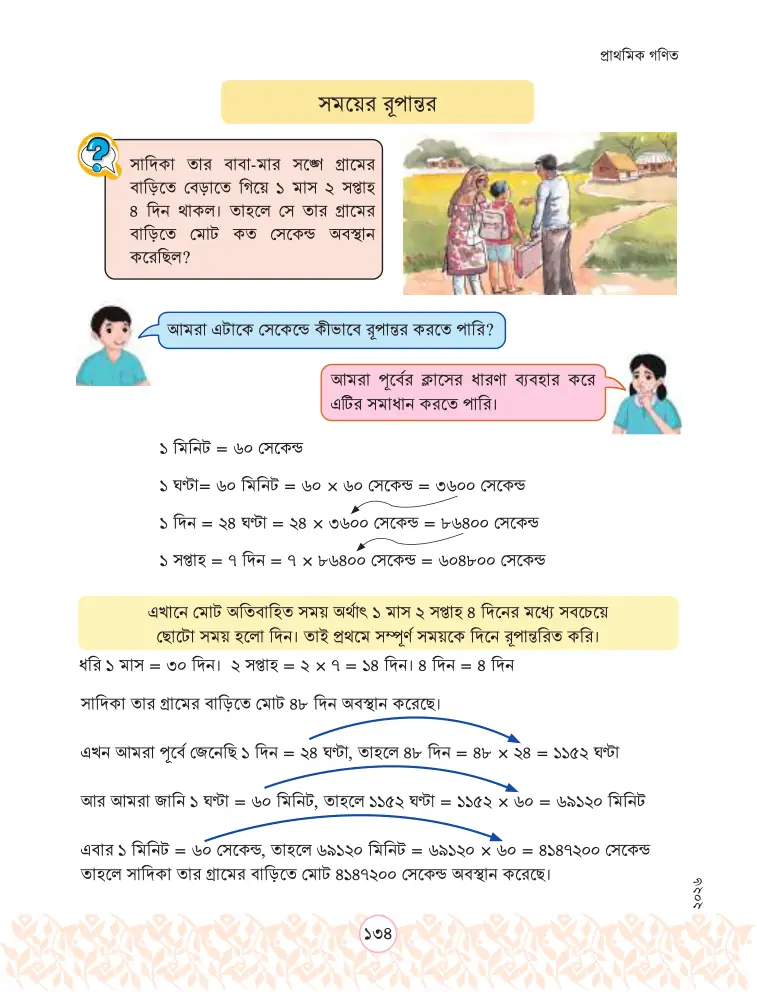 প্রাথমিক গণিত
সময়ের রূপান্তর
সাদিকা তার বাবা-মার সঙ্গে গ্রামের
বাড়িতে বেড়াতে গিয়ে ১ মাস ২ সপ্তাহ
৪ দিন থাকল। তাহলে সে তার গ্রামের
বাড়িতে মোট কত সেকেন্ড অবস্থান
করেছিল?
আমরা এটাকে সেকেন্ডে কীভাবে রূপান্তর করতে পারি?
আমরা পূর্বের ক্লাসের ধারণা ব্যবহার করে
এটির সমাধান করতে পারি।
১ মিনিট = ৬০ সেকেন্ড
১ ঘণ্টা= ৬০ মিনিট = ৬০ × ৬০ সেকেন্ড = ৩৬০০ সেকেন্ড
১ দিন = ২৪ ঘণ্টা = ২৪ × ৩৬০০ সেকেন্ড = ৮৬৪০০ সেকেন্ড
১ সপ্তাহ = ৭ দিন = ৭ × ৮৬৪০০ সেকেন্ড = ৬০৪৮০০ সেকেন্ড
এখানে মোট অতিবাহিত সময় অর্থাৎ ১ মাস ২ সপ্তাহ ৪ দিনের মধ্যে সবচেয়ে
ছোটো সময় হলো দিন। তাই প্রথমে সম্পূর্ণ সময়কে দিনে রূপান্তরিত করি।
ধরি ১ মাস = ৩০ দিন। ২ সপ্তাহ = ২ × ৭ = ১৪ দিন। ৪ দিন = ৪ দিন
সাদিকা তার গ্রামের বাড়িতে মোট ৪৮ দিন অবস্থান করেছে।
এখন আমরা পূর্বে জেনেছি ১ দিন = ২৪ ঘণ্টা, তাহলে ৪৮ দিন = ৪৮ × ২৪ = ১১৫২ ঘণ্টা
আর আমরা জানি ১ ঘণ্টা = ৬০ মিনিট, তাহলে ১১৫২ ঘণ্টা = ১১৫২ × ৬০ = ৬৯১২০ মিনিট
এবার ১ মিনিট = ৬০ সেকেন্ড, তাহলে ৬৯১২০ মিনিট = ৬৯১২০ × ৬০ = ৪১৪৭২০০ সেকেন্ড
তাহলে সাদিকা তার গ্রামের বাড়িতে মোট ৪১৪৭২০০ সেকেন্ড অবস্থান করেছে।
২০২৬
১৩৪